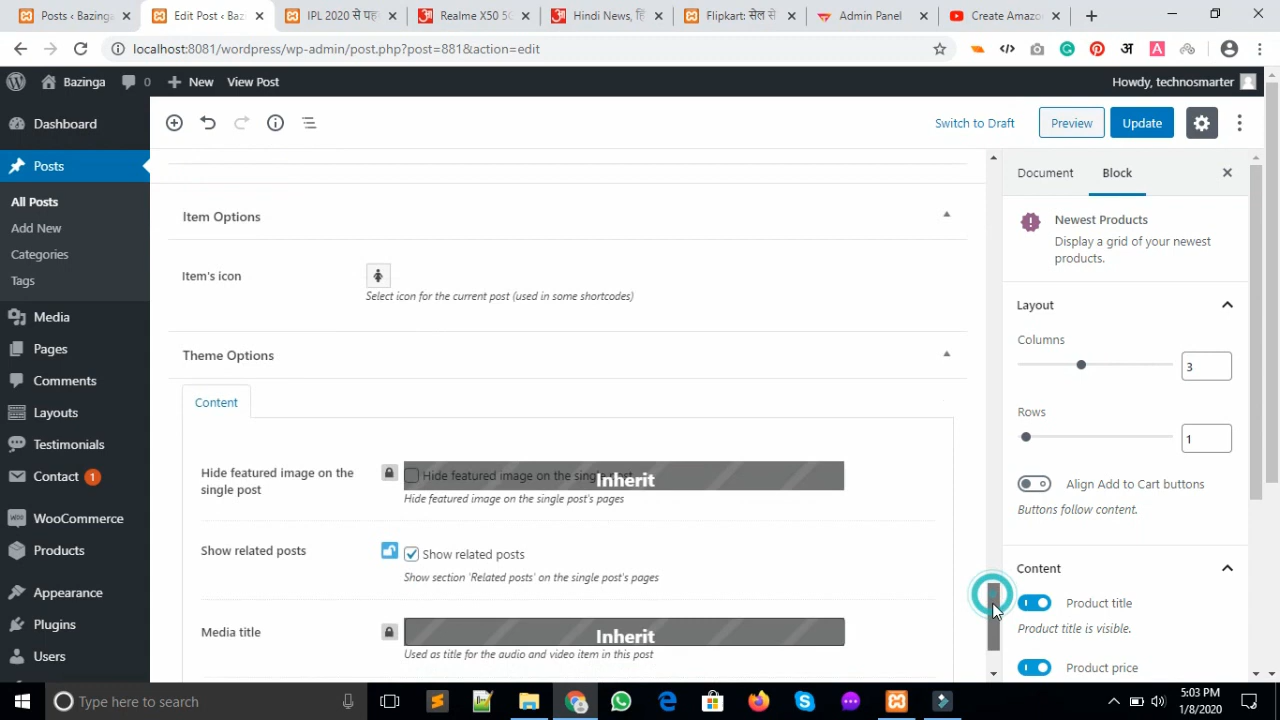 Posts ‹ Bazinga
Edit Post ‹ Baz
IPL 2020 से पह
Realme X50 5G
Hindi News, हि
Flipkart: सेल से
Admin Panel
Create Amazo
localhost:8081/wordpress/wp-admin/post.php?post=881&action=edit
Bazinga
0
New
View Post
Howdy, technosmarter
Dashboard
Posts
All Posts
Add New
Categories
Tags
Media
Pages
Comments
Layouts
Testimonials
Contact 1
WooCommerce
Products
Appearance
Plugins
Users
Switch to Draft
Preview
Update
Item Options
Item's icon
Select icon for the current post (used in some shortcodes)
Theme Options
Content
Hide featured image on the
single post
Hide featured image on the single post
Inherit
Hide featured image on the single post's pages
Show related posts
Show related posts
Show section 'Related posts' on the single post's pages
Media title
Inherit
Used as title for the audio and video item in this post
Document
Block
Newest Products
Display a grid of your newest
products.
Layout
Columns
3
Rows
1
Align Add to Cart buttons
Buttons follow content.
Content
Product title
Product title is visible.
Product price
Type here to search
5:03 PM
1/8/2020